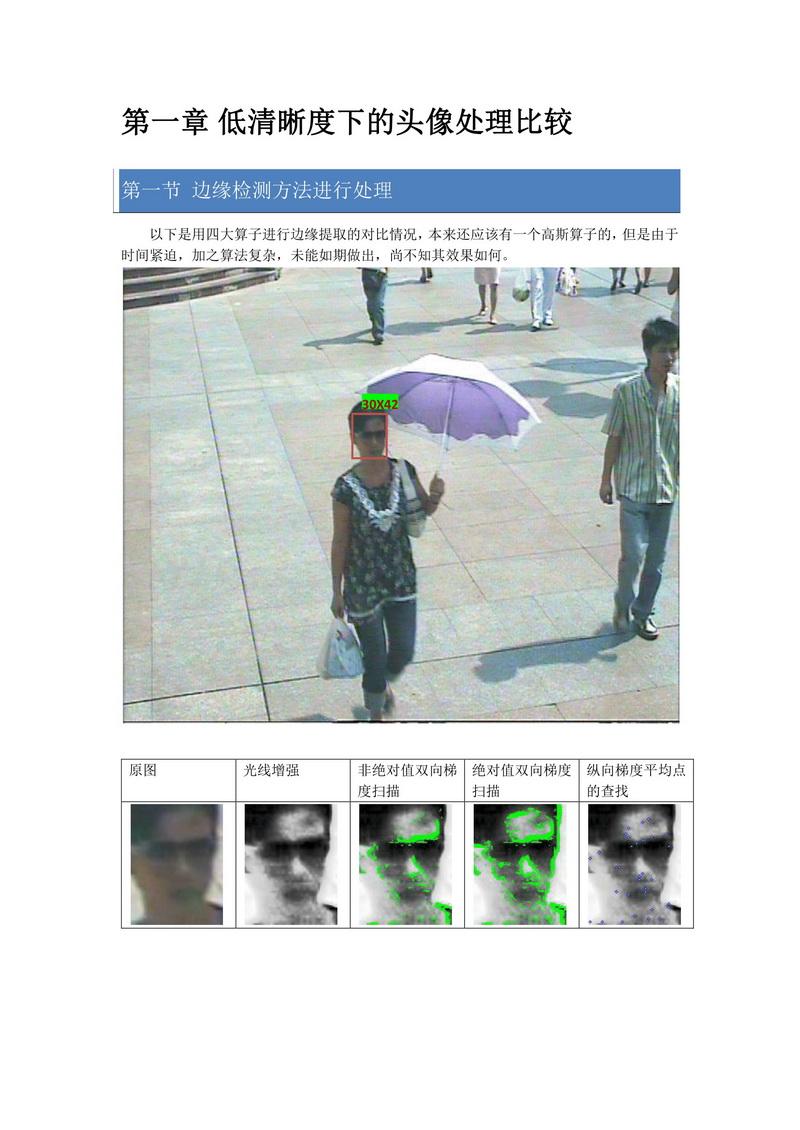 第一章 低清晰度下的头像处理比较
第一节 边缘检测方法进行处理
以下是用四大算子进行边缘提取的对比情况，本来还应该有一个高斯算子的，但是由于
时间紧迫，加之算法复杂，未能如期做出，尚不知其效果如何。
30X42
原图
光线增强
非绝对值双向梯
度扫描
绝对值双向梯度
扫描
纵向梯度平均点
的查找